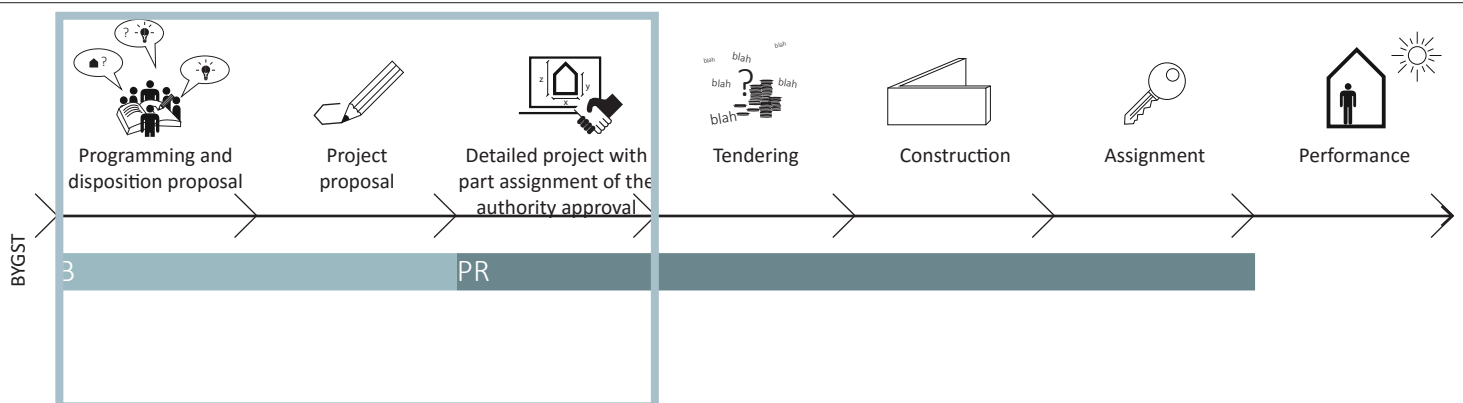 ?
?
blah
blah
blah
blah
?
blah
blah
z
y
x
Programming and
disposition proposal
Project
proposal
Detailed project with
part assignment of the
authority approval
Tendering
Construction
Assignment
Performance
BYGST
B
PR